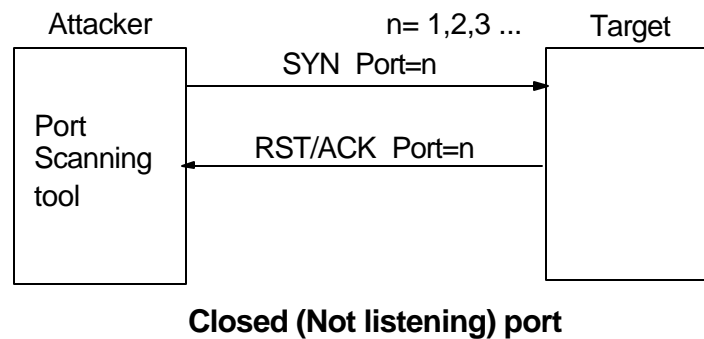 Attacker
n= 1,2,3 ...
Target
SYN Port=n
Port
Scanning
tool
RST/ACK Port=n
Closed (Not listening) port